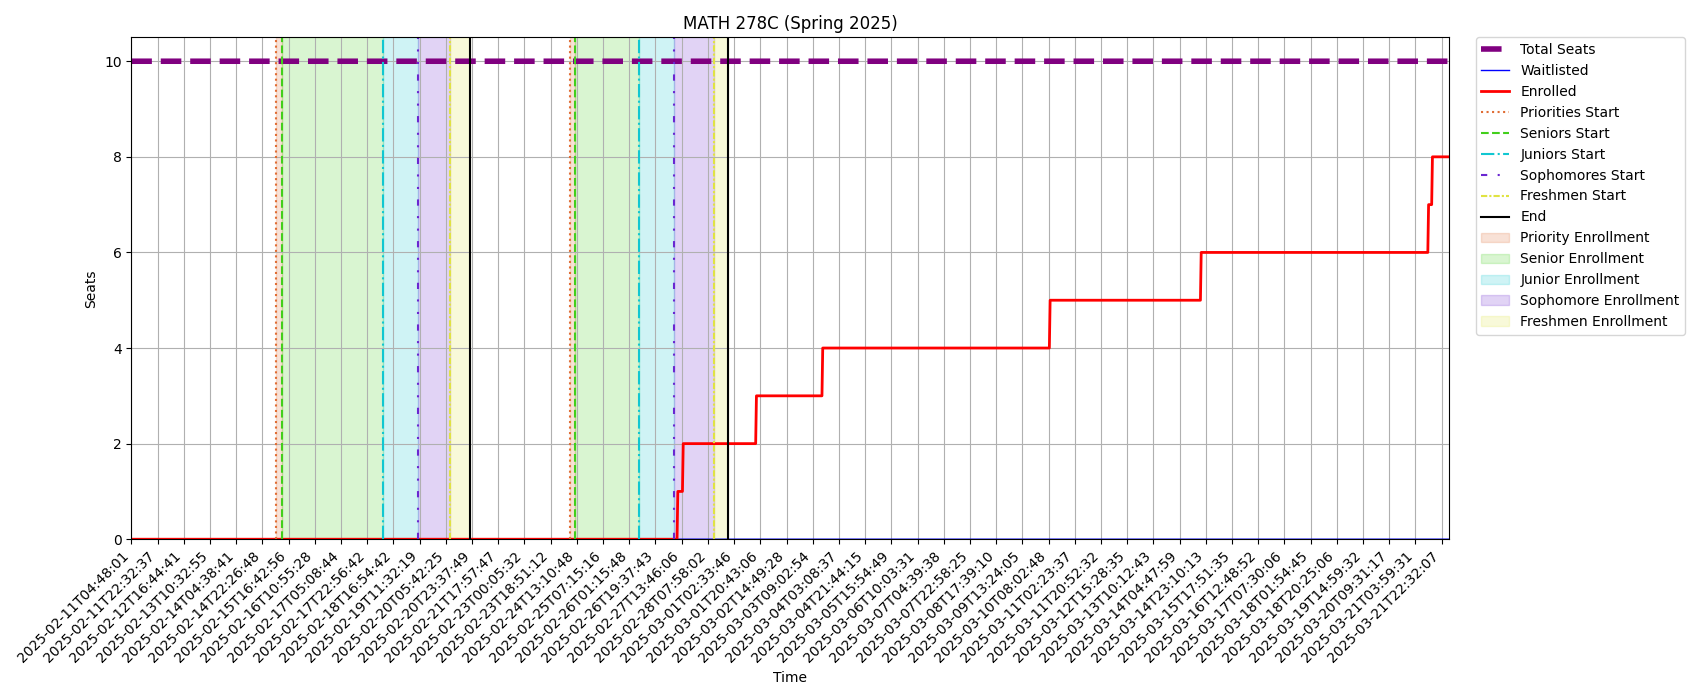 MATH 278C (Spring 2025)
Seats
10
8
6
4
2
0
2025-02-11T04:48:01
2025-02-11T22:32:37
2025-02-12T16:44:41
2025-02-13T10:32:55
2025-02-14T04:38:41
2025-02-14T22:26:48
2025-02-15T16:42:56
2025-02-16T10:55:28
2025-02-17T05:08:44
2025-02-17T22:56:42
2025-02-18T16:54:42
2025-02-19T11:32:19
2025-02-20T05:42:25
2025-02-20T23:37:49
2025-02-21T17:57:47
2025-02-23T00:05:32
2025-02-23T18:51:12
2025-02-24T13:10:48
2025-02-25T07:15:16
2025-02-26T01:15:48
2025-02-26T19:37:43
2025-02-27T13:46:06
2025-02-28T07:58:02
2025-03-01T02:33:46
2025-03-01T20:43:06
2025-03-02T14:49:28
2025-03-03T09:02:54
2025-03-04T03:08:37
2025-03-04T21:44:15
2025-03-05T15:54:49
2025-03-06T10:03:31
2025-03-07T04:39:38
2025-03-07T22:58:25
2025-03-08T17:39:10
2025-03-09T13:24:05
2025-03-10T08:02:48
2025-03-11T02:23:37
2025-03-11T20:52:32
2025-03-12T15:28:35
2025-03-13T10:12:43
2025-03-14T04:47:59
2025-03-14T23:10:13
2025-03-15T17:51:35
2025-03-16T12:48:52
2025-03-17T07:30:06
2025-03-18T01:54:45
2025-03-18T20:25:06
2025-03-19T14:59:32
2025-03-20T09:31:17
2025-03-21T03:59:31
2025-03-21T22:32:07
Time
Total Seats
Waitlisted
Enrolled
Priorities Start
Seniors Start
Juniors Start
Sophomores Start
Freshmen Start
End
Priority Enrollment
Senior Enrollment
Junior Enrollment
Sophomore Enrollment
Freshmen Enrollment